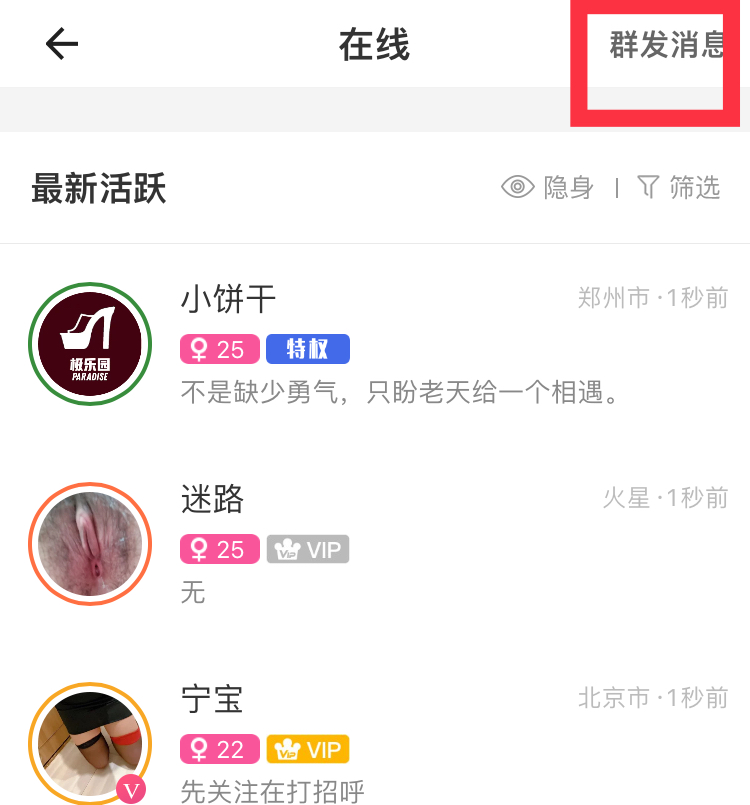 在线
群发消息
最新活跃
隐身 | 筛选
小饼干
郑州市·1秒前
极乐园
PARADISE
25 特权
不是缺少勇气，只盼老天给一个相遇。
迷路
火星·1秒前
25 VIP VIP
无
宁宝
北京市·1秒前
22 VIP VIP
V
先关注在打招呼